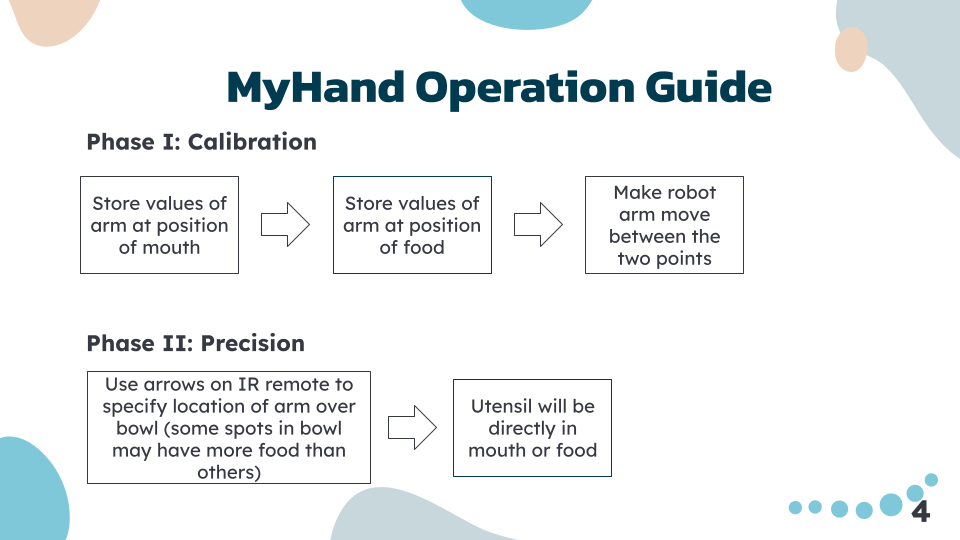 MyHand Operation Guide
Phase I: Calibration
Store values of
arm at position
of mouth
Store values of
arm at position
of food
Make robot
arm move
between the
two points
Phase II: Precision
Use arrows on IR remote to
specify location of arm over
bowl (some spots in bowl
may have more food than
others)
Utensil will be
directly in
mouth or food
4